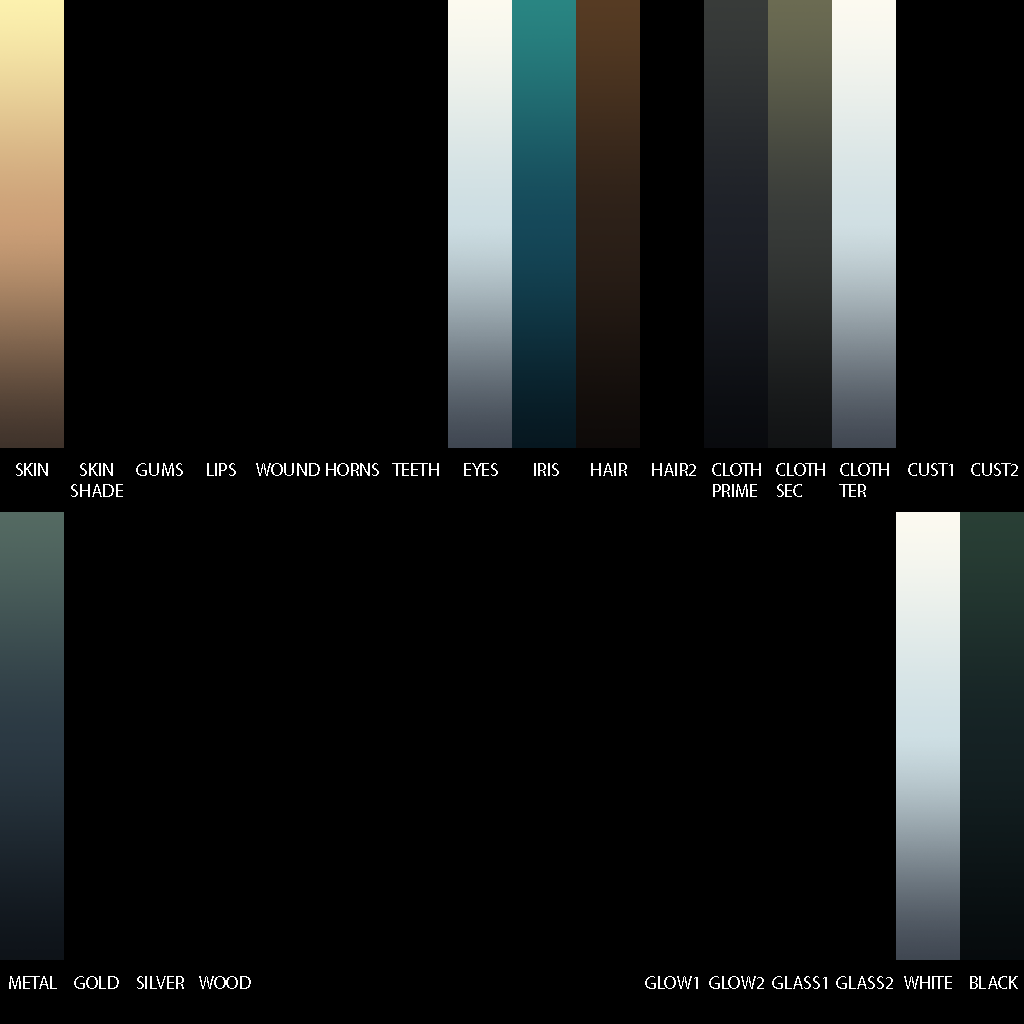 SKIN SKIN GUMS LIPS WOUND HORNS TEETH EYES IRIS HAIR HAIR2 CLOTH CLOTH CLOTH CUST1 CUST2
SHADE PRIME SEC TER
METAL GOLD SILVER WOOD GLOW1 GLOW2 GLASS1 GLASS2 WHITE BLACK